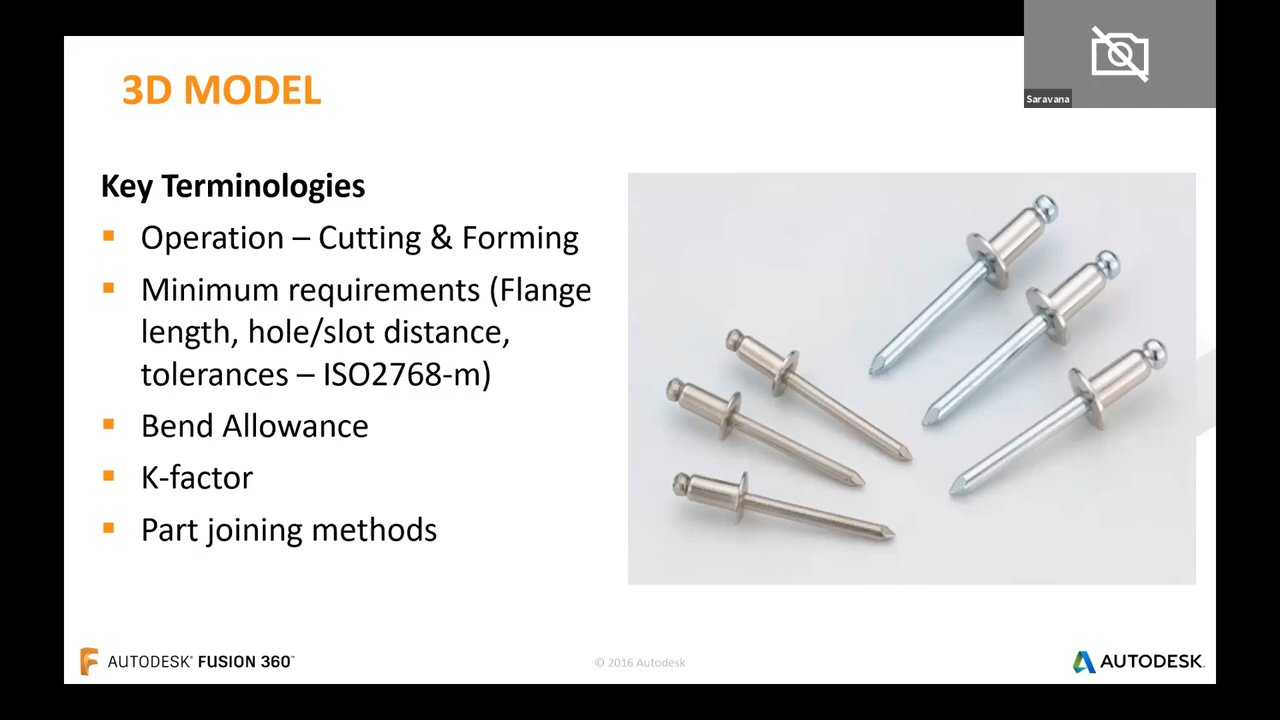 3D MODEL
Saravana
Key Terminologies
▪ Operation – Cutting & Forming
▪ Minimum requirements (Flange
length, hole/slot distance,
tolerances – ISO2768-m)
▪ Bend Allowance
▪ K-factor
▪ Part joining methods
AUTODESK® FUSION 360™
© 2016 Autodesk
AUTODESK.